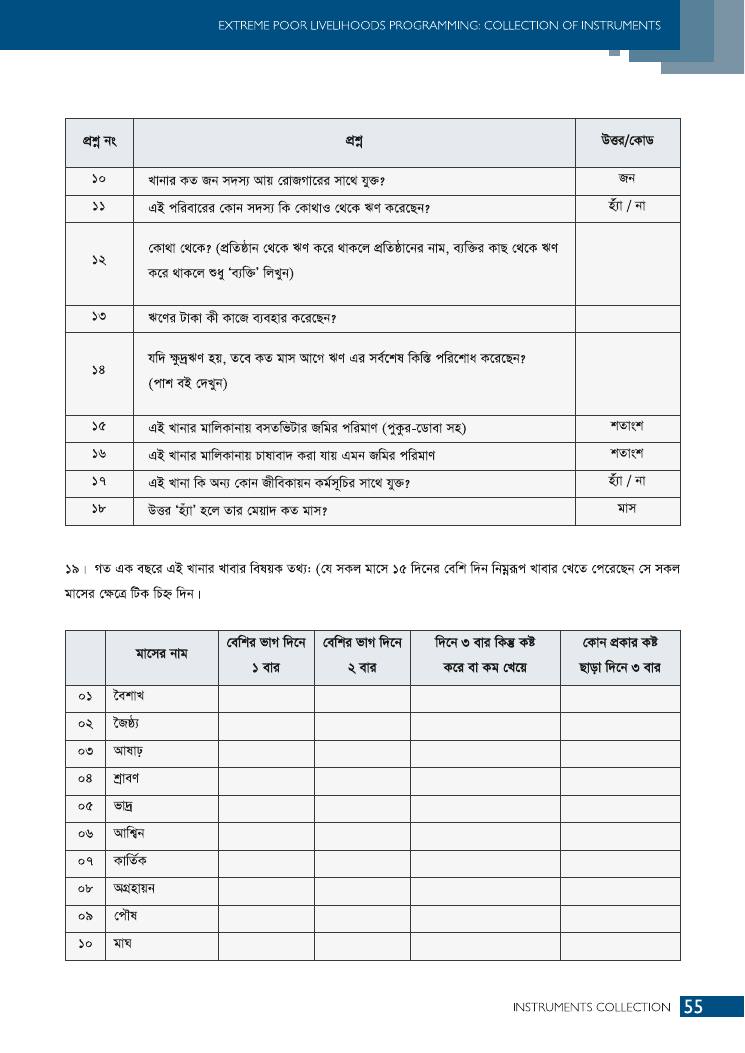 EXTREME POOR LIVELIHOODS PROGRAMMING: COLLECTION OF INSTRUMENTS
প্রশ্ন নং প্রশ্ন উত্তর/কোড
১০ খানার কত জন সদস্য আয় রোজগারের সাথে যুক্ত? জন
১১ এই পরিবারের কোন সদস্য কি কোথাও থেকে ঋণ করেছেন? হ্যাঁ / না
১২ কোথা থেকে? (প্রতিষ্ঠান থেকে ঋণ করে থাকলে প্রতিষ্ঠানের নাম, ব্যক্তির কাছ থেকে ঋণ
করে থাকলে শুধু ‘ব্যক্তি’ লিখুন)
১৩ ঋণের টাকা কী কাজে ব্যবহার করেছেন?
১৪ যদি ক্ষুদ্রঋণ হয়, তবে কত মাস আগে ঋণ এর সর্বশেষ কিস্তি পরিশোধ করেছেন?
(পাশ বই দেখুন)
১৫ এই খানার মালিকানায় বসতভিটার জমির পরিমাণ (পুকুর-ডোবা সহ) শতাংশ
১৬ এই খানার মালিকানায় চাষাবাদ করা যায় এমন জমির পরিমাণ শতাংশ
১৭ এই খানা কি অন্য কোন জীবিকায়ন কর্মসূচির সাথে যুক্ত? হ্যাঁ / না
১৮ উত্তর ‘হ্যাঁ’ হলে তার মেয়াদ কত মাস? মাস
১৯। গত এক বছরে এই খানার খাবার বিষয়ক তথ্য: (যে সকল মাসে ১৫ দিনের বেশি দিন নিম্নরূপ খাবার খেতে পেরেছেন সে সকল
মাসের ক্ষেত্রে টিক চিহ্ন দিন।
মাসের নাম
বেশির ভাগ দিনে
১ বার
বেশির ভাগ দিনে
২ বার
দিনে ৩ বার কিন্তু কষ্ট
করে বা কম খেয়ে
কোন প্রকার কষ্ট
ছাড়া দিনে ৩ বার
০১ বৈশাখ
০২ জৈষ্ঠ্য
০৩ আষাঢ়
০৪ শ্রাবণ
০৫ ভাদ্র
০৬ আশ্বিন
০৭ কার্তিক
০৮ অগ্রহায়ন
০৯ পৌষ
১০ মাঘ
INSTRUMENTS COLLECTION 55